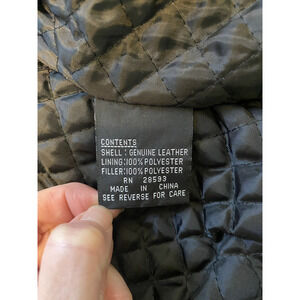 CONTENTS
SHELL : GENUINE LEATHER
LINING:100% POLYESTER
FILLER:100% POLYESTER
RN 28593
MADE IN CHINA
SEE REVERSE FOR CARE